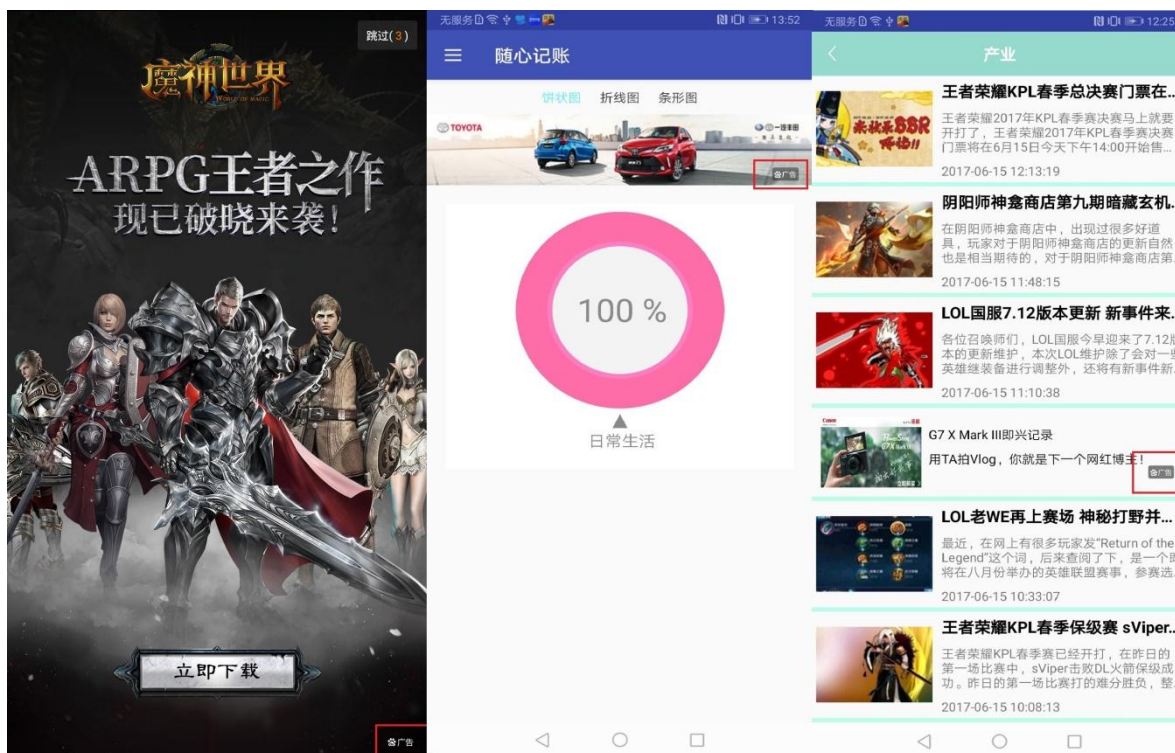 跳过(3)
魔神世界
WORLD OF MAGIC
ARPG王者之作
现已破晓来袭!
立即下载
广告
无服务
13:52
随心记账
饼状图 折线图 条形图
TOYOTA
一汽丰田
广告
100 %
日常生活
无服务
12:25
产业
王者荣耀KPL春季总决赛门票在...
王者荣耀2017年KPL春季决赛马上就要
开打了，王者荣耀2017年KPL春季决赛
门票将在6月15日今天下午14:00开始售...
2017-06-15 12:13:19
阴阳师神龛商店第九期暗藏玄机...
在阴阳师神龛商店中，出现过很多好道
具，玩家对于阴阳师神龛商店的更新自然
也是相当期待的，对于阴阳师神龛商店第...
2017-06-15 11:48:15
LOL国服7.12版本更新 新事件来...
各位召唤师们，LOL国服今早迎来了7.12版
本的更新维护，本次LOL维护除了会对一些
英雄继装备进行调整外，还将有新事件新...
2017-06-15 11:10:38
Canon
G7 X Mark III即兴记录
用TA拍Vlog，你就是下一个网红博主!
广告
LOL老WE再上赛场 神秘打野并...
最近，在网上有很多玩家发"Return of the
Legend"这个词，后来查阅了下，是一个即
将在八月份举办的英雄联盟赛事，参赛选...
2017-06-15 10:33:07
王者荣耀KPL春季保级赛 sViper...
王者荣耀KPL春季赛已经开打，在昨日的
第一场比赛中，sViper击败DL火箭保级成
功。昨日的第一场比赛打的难分胜负，整...
2017-06-15 10:08:13